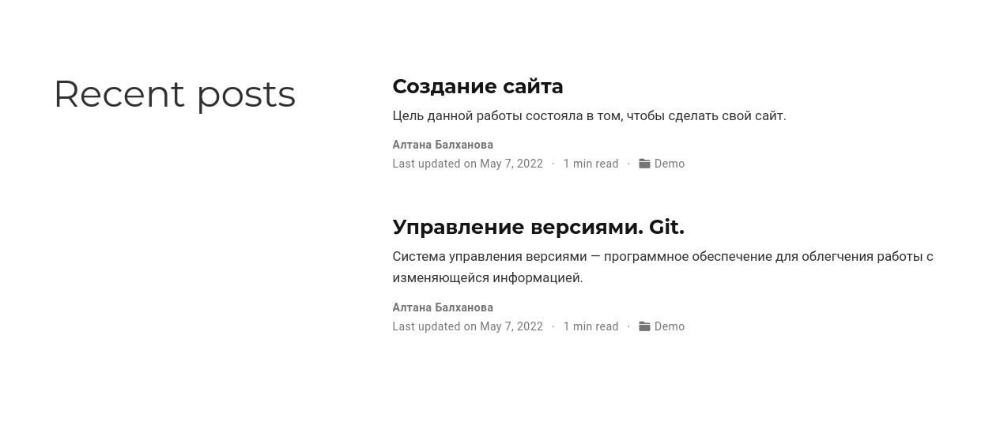 Recent posts
Создание сайта
Цель данной работы состояла в том, чтобы сделать свой сайт.
Алтана Балханова
Last updated on May 7, 2022 · 1 min read · Demo
Управление версиями. Git.
Система управления версиями — программное обеспечение для облегчения работы с
изменяющейся информацией.
Алтана Балханова
Last updated on May 7, 2022 · 1 min read · Demo